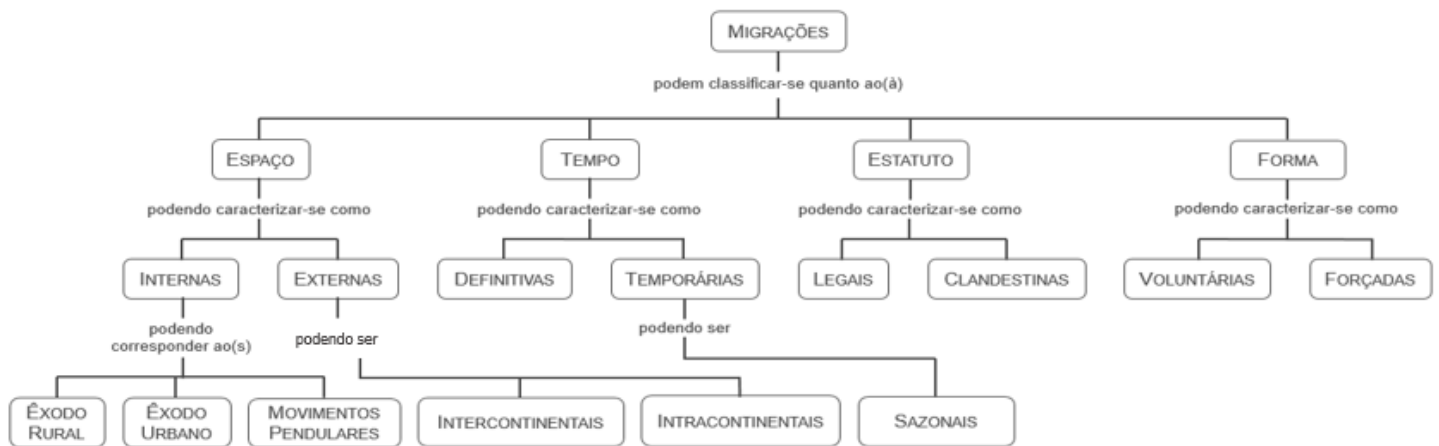 MIGRAÇÕES
podem classificar-se quanto ao(à)
ESPAÇO
TEMPO
ESTATUTO
FORMA
podendo caracterizar-se como
podendo caracterizar-se como
podendo caracterizar-se como
podendo caracterizar-se como
INTERNAS
EXTERNAS
DEFINITIVAS
TEMPORÁRIAS
LEGAIS
CLANDESTINAS
VOLUNTÁRIAS
FORÇADAS
podendo
corresponder ao(s)
podendo ser
podendo ser
ÊXODO
RURAL
ÊXODO
URBANO
MOVIMENTOS
PENDULARES
INTERCONTINENTAIS
INTRACONTINENTAIS
SAZONAIS